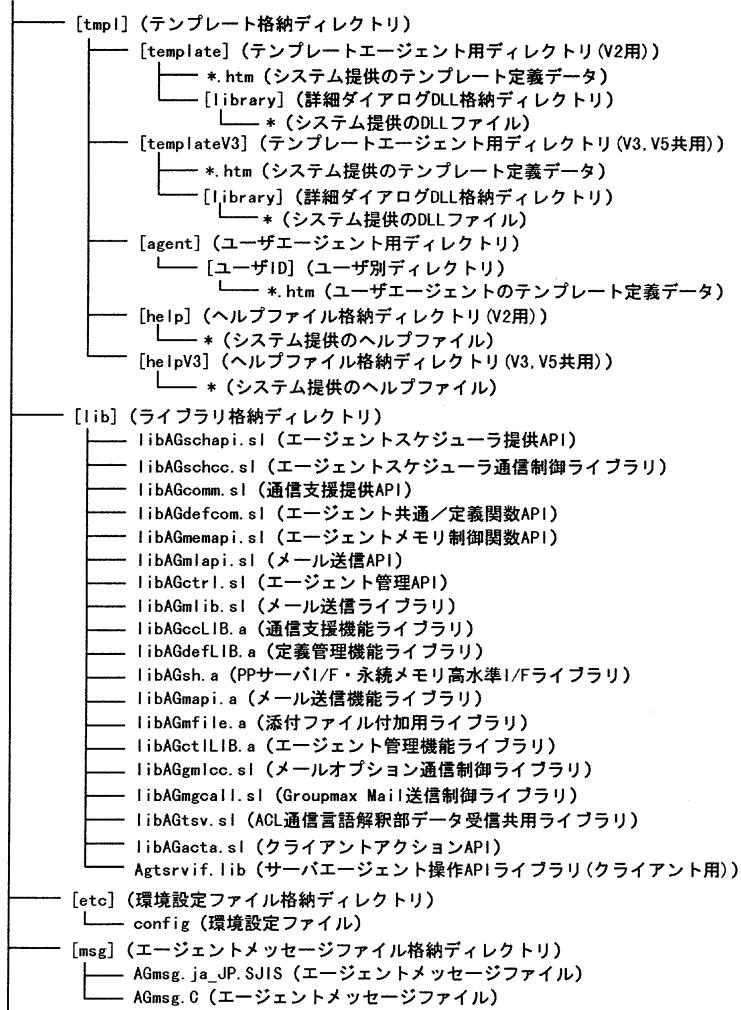 [tmpl] (テンプレート格納ディレクトリ)
[template] (テンプレートエージェント用ディレクトリ(V2用))
*.htm (システム提供のテンプレート定義データ)
[library] (詳細ダイアログDLL格納ディレクトリ)
* (システム提供のDLLファイル)
[templateV3] (テンプレートエージェント用ディレクトリ(V3,V5共用))
*.htm (システム提供のテンプレート定義データ)
[library] (詳細ダイアログDLL格納ディレクトリ)
* (システム提供のDLLファイル)
[agent] (ユーザエージェント用ディレクトリ)
[ユーザID] (ユーザ別ディレクトリ)
*.htm (ユーザエージェントのテンプレート定義データ)
[help] (ヘルプファイル格納ディレクトリ(V2用))
* (システム提供のヘルプファイル)
[helpV3] (ヘルプファイル格納ディレクトリ(V3,V5共用))
* (システム提供のヘルプファイル)
[lib] (ライブラリ格納ディレクトリ)
libAGschapi.sl (エージェントスケジューラ提供API)
libAGschcc.sl (エージェントスケジューラ通信制御ライブラリ)
libAGcomm.sl (通信支援提供API)
libAGdefcom.sl (エージェント共通/定義関数API)
libAGmemapi.sl (エージェントメモリ制御関数API)
libAGmlapi.sl (メール送信API)
libAGctrl.sl (エージェント管理API)
libAGmlib.sl (メール送信ライブラリ)
libAGccLIB.a (通信支援機能ライブラリ)
libAGdefLIB.a (定義管理機能ライブラリ)
libAGsh.a (PPサーバI/F・永続メモリ高水準I/Fライブラリ)
libAGmapi.a (メール送信機能ライブラリ)
libAGmfile.a (添付ファイル付加用ライブラリ)
libAGctlLIB.a (エージェント管理機能ライブラリ)
libAGgmlcc.sl (メールオプション通信制御ライブラリ)
libAGmgcall.sl (Groupmax Mail送信制御ライブラリ)
libAGtsv.sl (ACL通信言語解釈部データ受信共用ライブラリ)
libAGacta.sl (クライアントアクションAPI)
Agtsrvif.lib (サーバエージェント操作APIライブラリ(クライアント用))
[etc] (環境設定ファイル格納ディレクトリ)
config (環境設定ファイル)
[msg] (エージェントメッセージファイル格納ディレクトリ)
AGmsg.ja_JP.SJIS (エージェントメッセージファイル)
AGmsg.C (エージェントメッセージファイル)